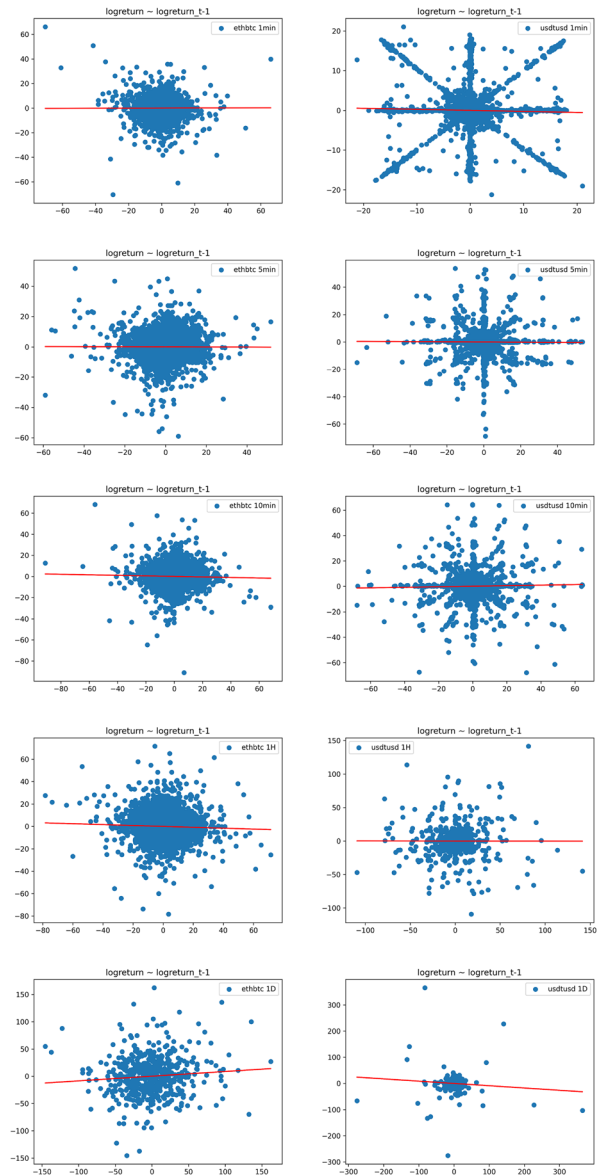 logreturn ~ logreturn_t-1
ethbtc 1min
60
40
20
0
−20
−40
−60
−60 −40 −20 0 20 40 60
logreturn ~ logreturn_t-1
usdtusd 1min
20
10
0
−10
−20
−20 −10 0 10 20
logreturn ~ logreturn_t-1
ethbtc 5min
40
20
0
−20
−40
−60
−60 −40 −20 0 20 40
logreturn ~ logreturn_t-1
usdtusd 5min
40
20
0
−20
−40
−60
−60 −40 −20 0 20 40
logreturn ~ logreturn_t-1
ethbtc 10min
60
40
20
0
−20
−40
−60
−80
−80 −60 −40 −20 0 20 40 60
logreturn ~ logreturn_t-1
usdtusd 10min
60
40
20
0
−20
−40
−60
−60 −40 −20 0 20 40 60
logreturn ~ logreturn_t-1
ethbtc 1H
60
40
20
0
−20
−40
−60
−80
−80 −60 −40 −20 0 20 40 60
logreturn ~ logreturn_t-1
usdtusd 1H
150
100
50
0
−50
−100
−100 −50 0 50 100 150
logreturn ~ logreturn_t-1
ethbtc 1D
150
100
50
0
−50
−100
−150
−150 −100 −50 0 50 100 150
logreturn ~ logreturn_t-1
usdtusd 1D
300
200
100
0
−100
−200
−300
−300 −200 −100 0 100 200 300